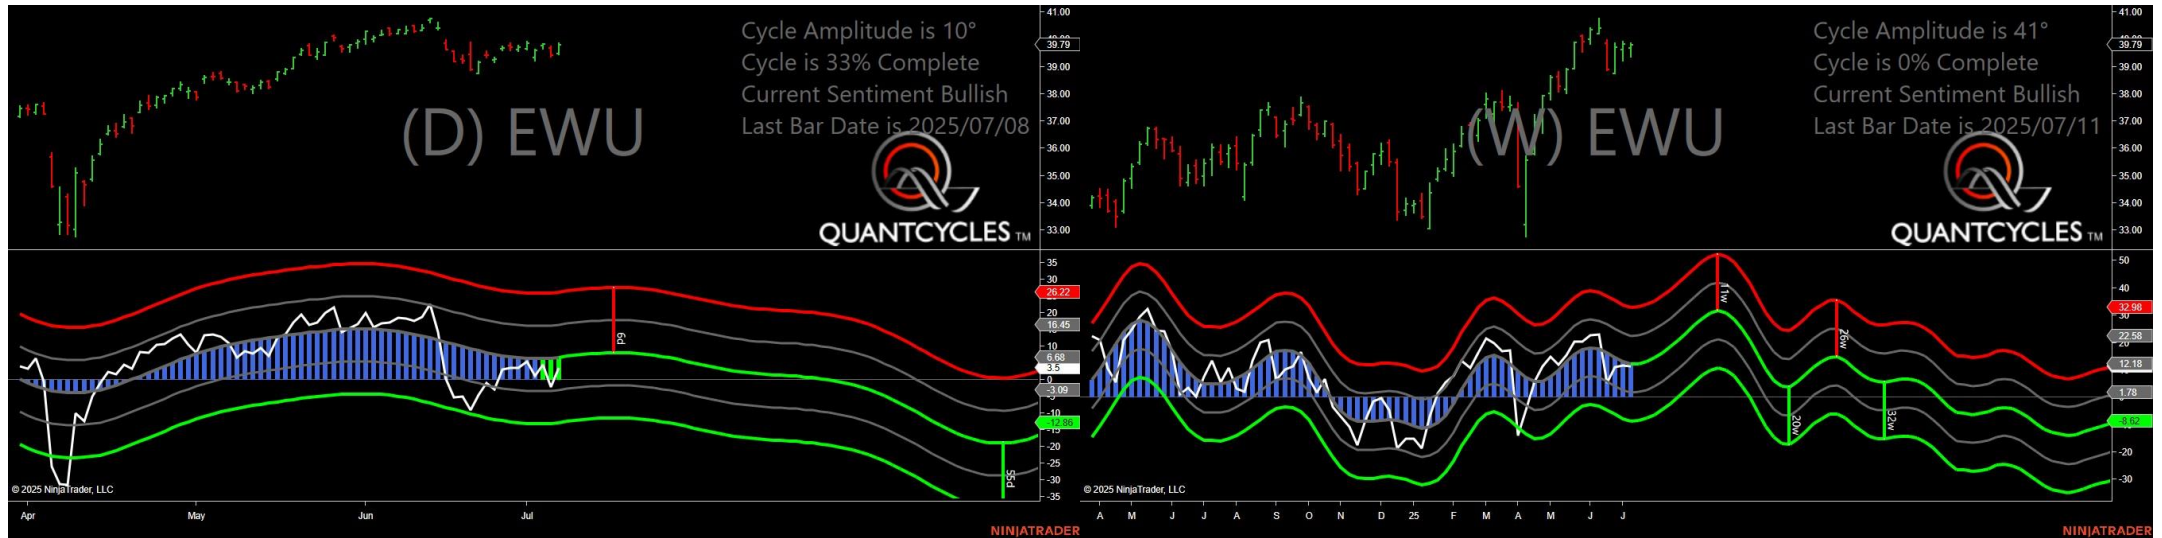 Cycle Amplitude is 10°
Cycle is 33% Complete
Current Sentiment Bullish
Last Bar Date is 2025/07/08
(D) EWU
QUANTCYCLES TM
41.00
39.79
39.00
38.00
37.00
36.00
35.00
34.00
33.00
35
30
26.22
20
16.45
10
6.68
3.5
0
-3.09
-10
-12.86
-20
-25
-30
-35
6d
55d
© 2025 NinjaTrader, LLC
Apr May Jun Jul
NINJATRADER
Cycle Amplitude is 41°
Cycle is 0% Complete
Current Sentiment Bullish
Last Bar Date is 2025/07/11
(W) EWU
QUANTCYCLES TM
41.00
39.79
39.00
38.00
37.00
36.00
35.00
34.00
33.00
50
40
32.98
30
22.58
20
12.18
1.78
-8.62
-20
-30
11w
26w
20w
32w
© 2025 NinjaTrader, LLC
A M J J A S O N D 25 F M A M J J
NINJATRADER